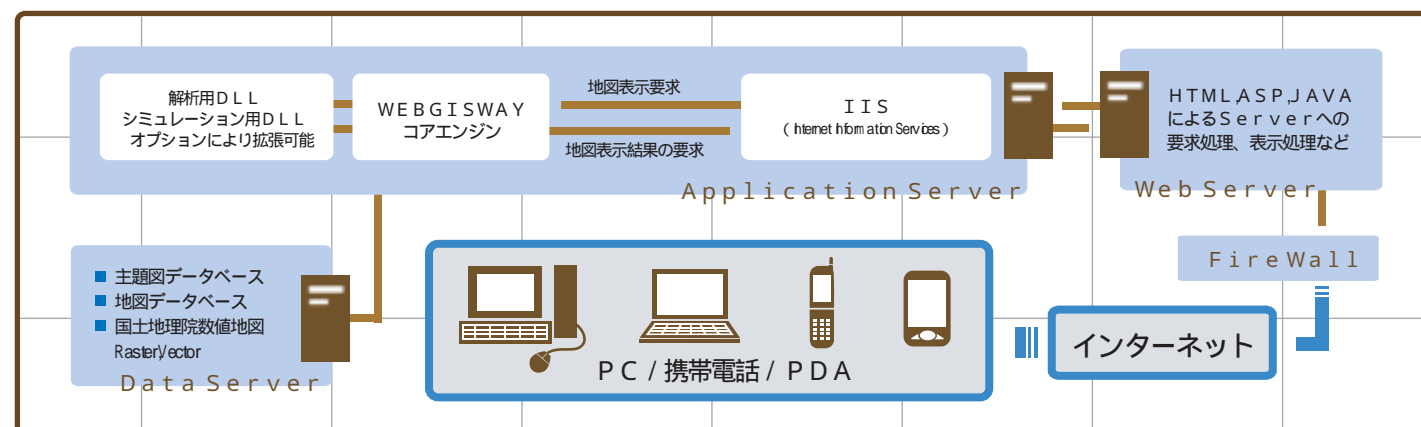 解析用DLL
シミュレーション用DLL
オプションにより拡張可能
WEBGISWAY
コアエンジン
地図表示要求
地図表示結果の要求
IIS
(Internet Information Services)
Application Server
HTML,ASP,JAVA
によるServerへの
要求処理、表示処理など
Web Server
FireWall
主題図データベース
地図データベース
国土地理院数値地図
Raster/Vector
Data Server
PC/携帯電話/PDA
インターネット